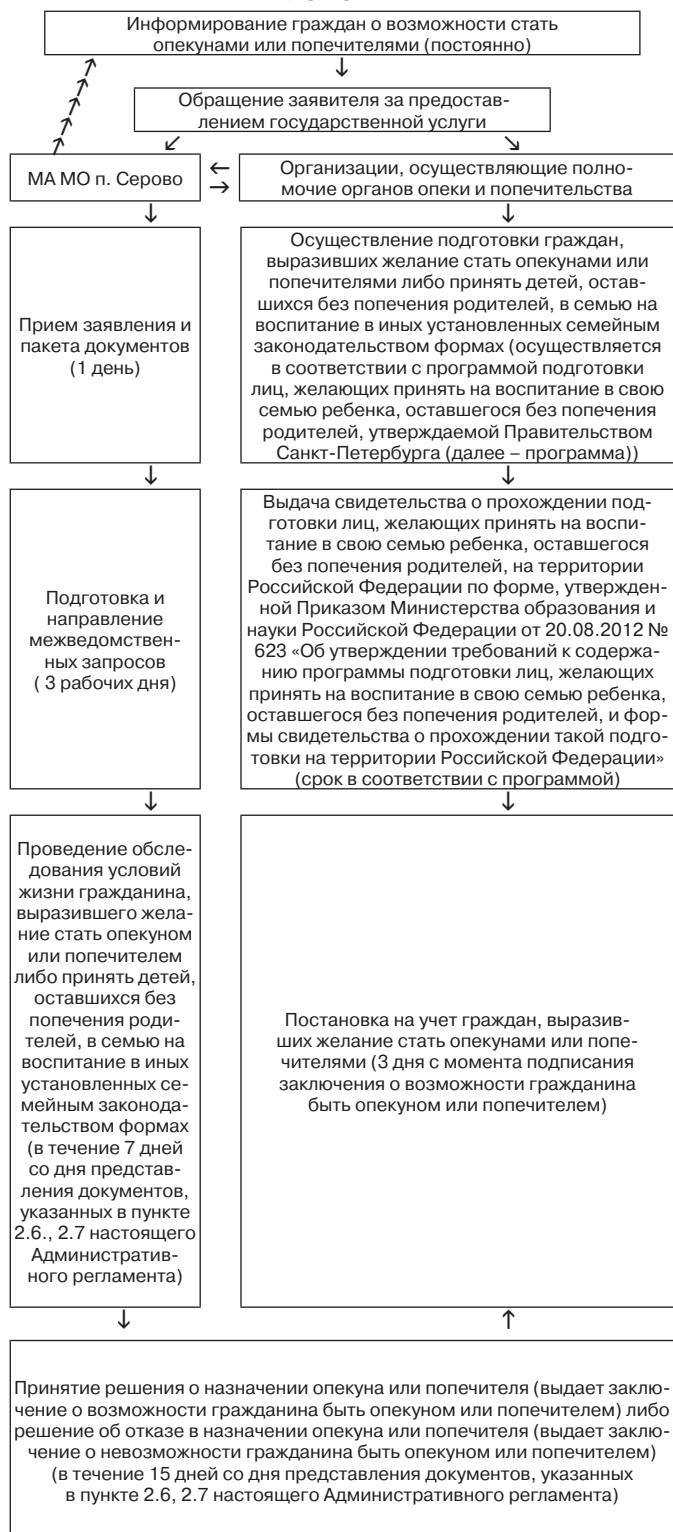 Информирование граждан о возможности стать
опекунами или попечителями (постоянно)
Обращение заявителя за предостав-
лением государственной услуги
МА МО п. Серово
Организации, осуществляющие полно-
мочие органов опеки и попечительства
Прием заявления и
пакета документов
(1 день)
Осуществление подготовки граждан,
выразивших желание стать опекунами или
попечителями либо принять детей, остав-
шихся без попечения родителей, в семью на
воспитание в иных установленных семейным
законодательством формах (осуществляется
в соответствии с программой подготовки
лиц, желающих принять на воспитание в свою
семью ребенка, оставшегося без попечения
родителей, утверждаемой Правительством
Санкт-Петербурга (далее – программа))
Подготовка и
направление
межведомствен-
ных запросов
( 3 рабочих дня)
Выдача свидетельства о прохождении под-
готовки лиц, желающих принять на воспи-
тание в свою семью ребенка, оставшегося
без попечения родителей, на территории
Российской Федерации по форме, утвержден-
ной Приказом Министерства образования и
науки Российской Федерации от 20.08.2012 №
623 «Об утверждении требований к содержа-
нию программы подготовки лиц, желающих
принять на воспитание в свою семью ребенка,
оставшегося без попечения родителей, и фор-
мы свидетельства о прохождении такой подго-
товки на территории Российской Федерации»
(срок в соответствии с программой)
Проведение обсле-
дования условий
жизни гражданина,
выразившего жела-
ние стать опекуном
или попечителем
либо принять детей,
оставшихся без
попечения роди-
телей, в семью на
воспитание в иных
установленных се-
мейным законода-
тельством формах
(в течение 7 дней
со дня представ-
ления документов,
указанных в пункте
2.6., 2.7 настоящего
Административ-
ного регламента)
Постановка на учет граждан, вырази-
вших желание стать опекунами или попе-
чителями (3 дня с момента подписания
заключения о возможности гражданина
быть опекуном или попечителем)
Принятие решения о назначении опекуна или попечителя (выдает заклю-
чение о возможности гражданина быть опекуном или попечителем) либо
решение об отказе в назначении опекуна или попечителя (выдает заклю-
чение о невозможности гражданина быть опекуном или попечителем)
(в течение 15 дней со дня представления документов, указанных
в пункте 2.6, 2.7 настоящего Административного регламента)